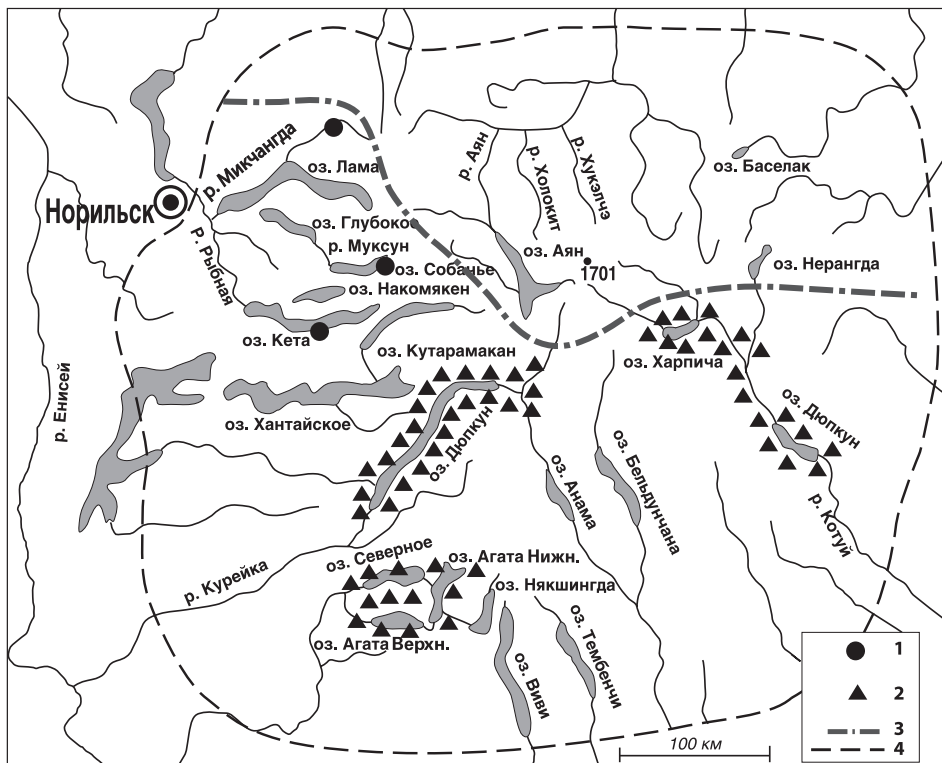 р. Микчангда
оз. Лама
р. Аян
р. Холокит
р. Хукэлчэ
оз. Баселак
Норильск
оз. Глубокое
р. Муксун
р. Рыбная
оз. Собачье
оз. Аян
1701
оз. Нерангда
оз. Накомякен
оз. Кета
оз. Кутарамакан
оз. Харпича
р. Енисей
оз. Хантайское
оз. Дюпкун
оз. Дюпкун
оз. Анама
оз. Бельдунчана
р. Котуй
р. Курейка
оз. Северное
оз. Агата Нижн.
оз. Някшингда
оз. Агата Верхн.
оз. Виви
оз. Тембенчи
1
2
3
4
100 км